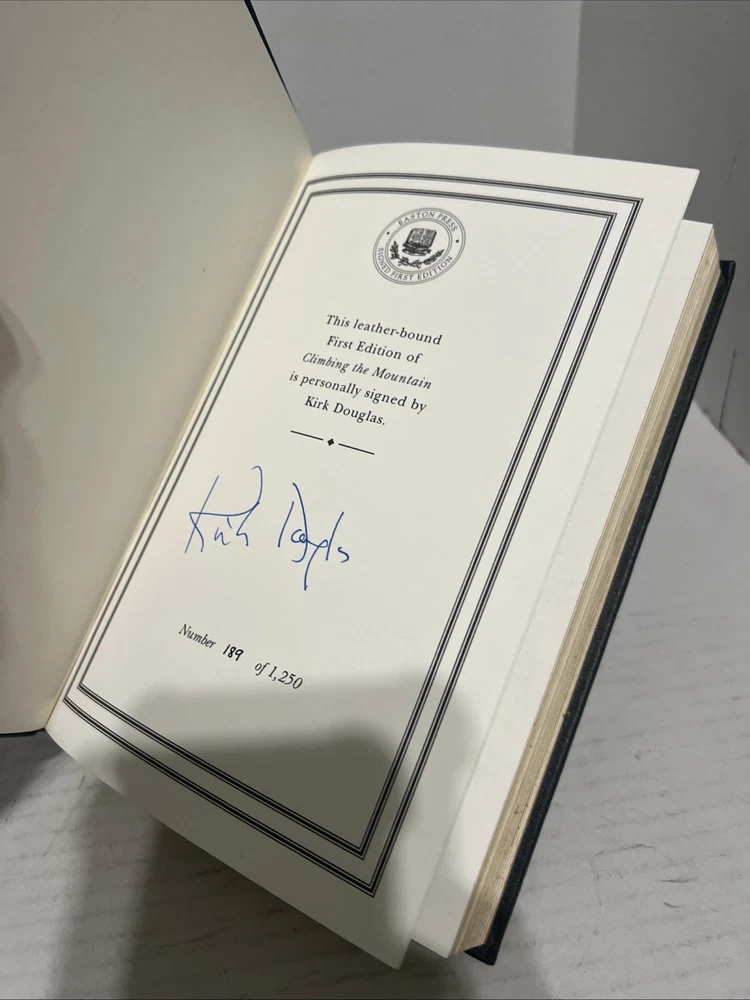 EASTON PRESS
SIGNED FIRST EDITION
This leather-bound
First Edition of
Climbing the Mountain
is personally signed by
Kirk Douglas.
Kirk Douglas
Number 189 of 1,250